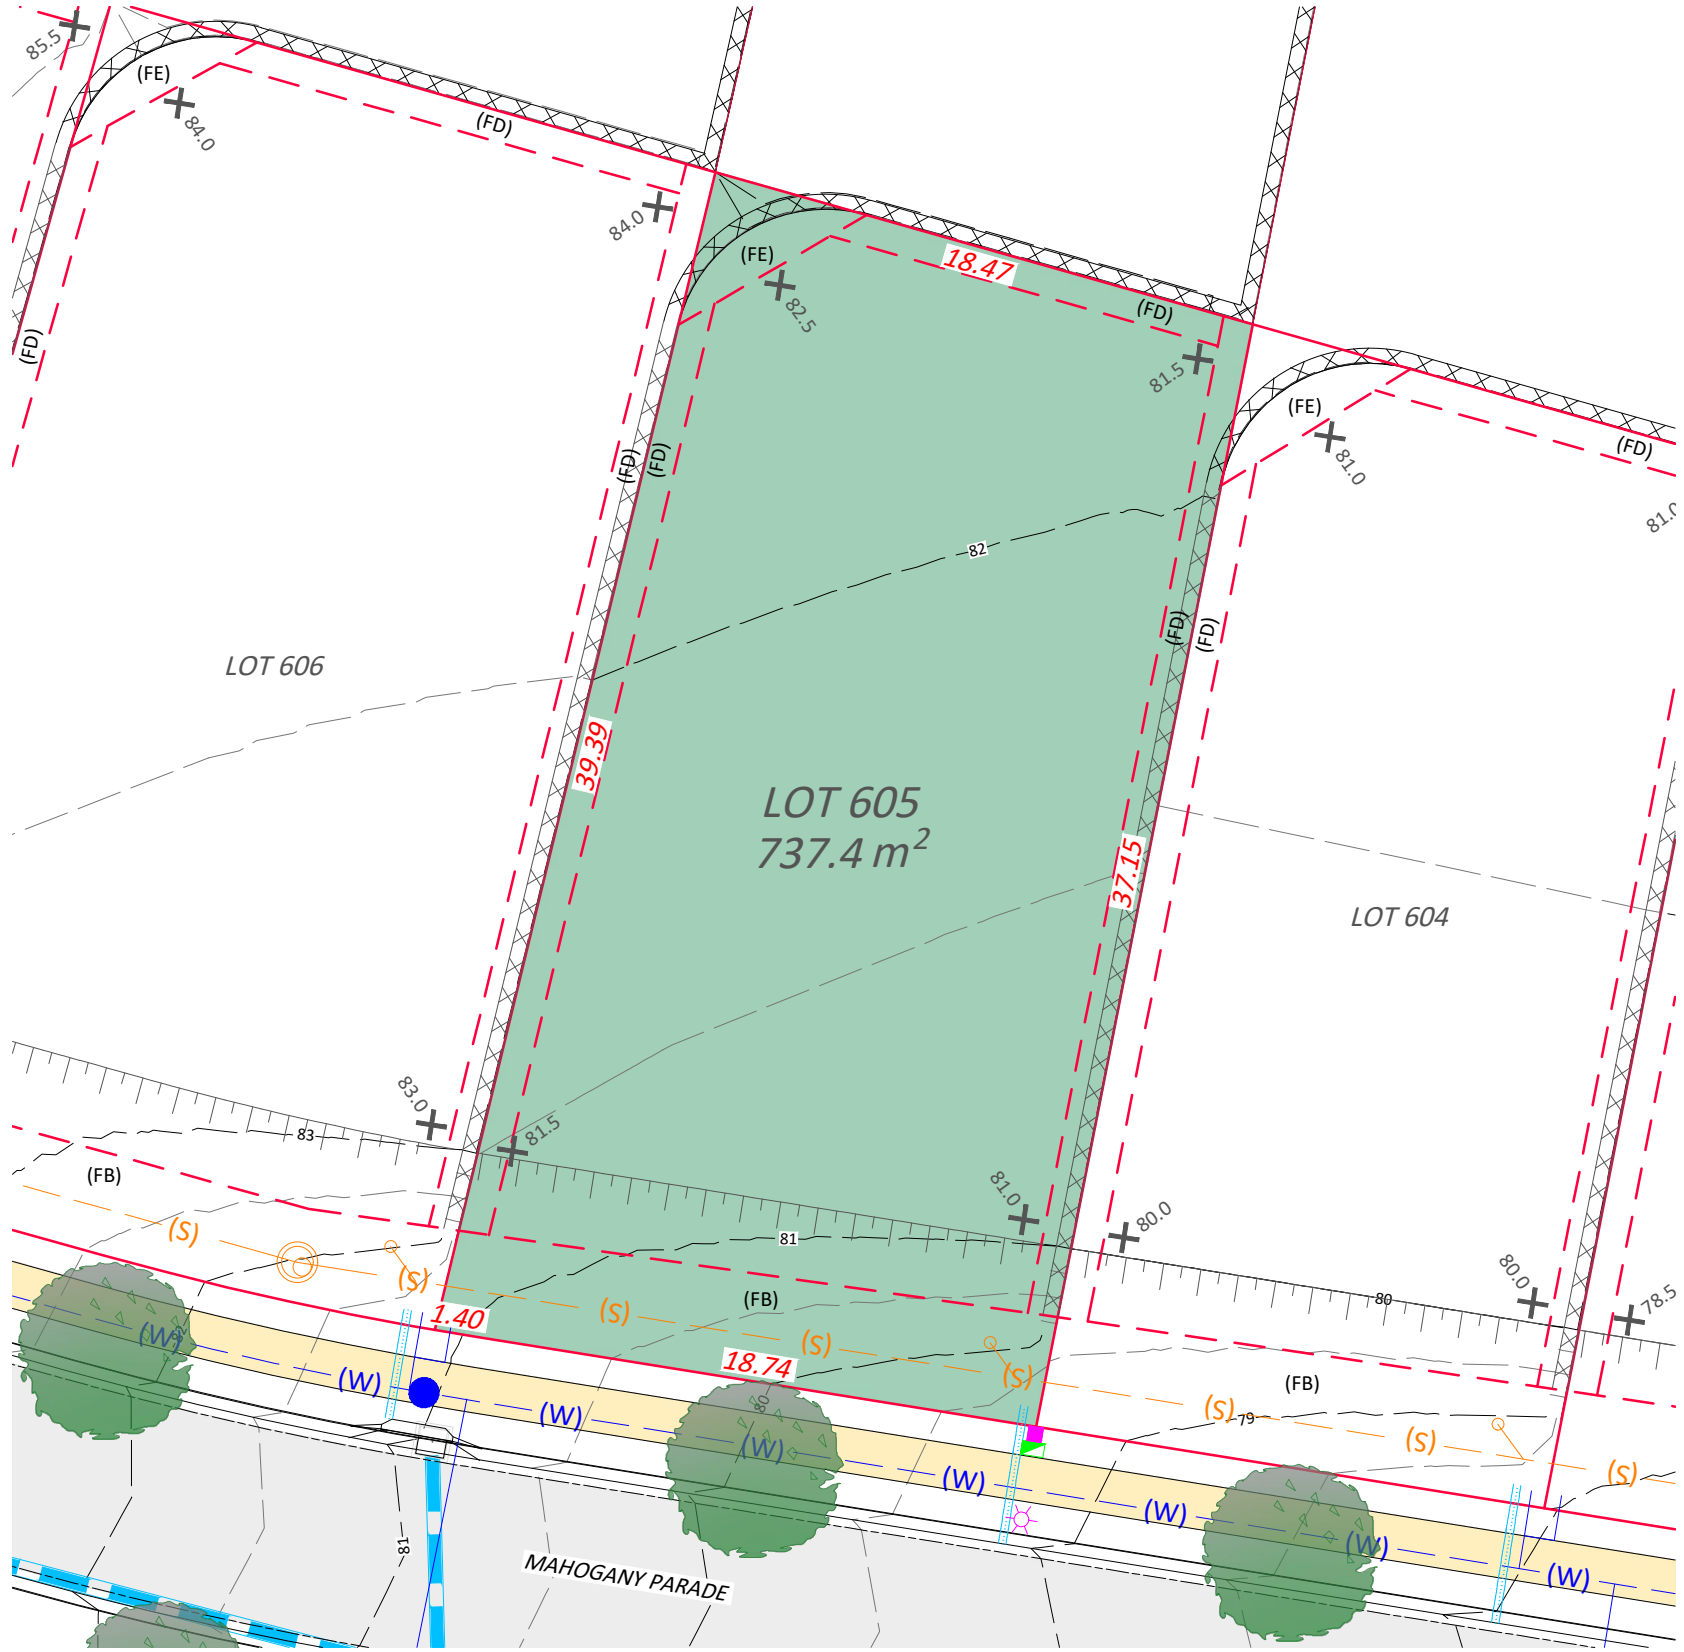 85.5
(FE)
84.0
(FD)
84.0
(FE)
82.5
18.47
(FD)
81.5
(FD)
(FE)
81.0
(FD)
81.0
(FD)
(FD)
82
(FD)
(FD)
LOT 606
39.39
LOT 605
737.4 m²
37.15
LOT 604
83.0
83
81.5
(FB)
81.0
80.0
(S)
81
80.0
78.5
(S)
(FB)
(S)
80
1.40
(S)
18.74
(S)
(FB)
(W)
82
(W)
80
(S)
79
(W)
(W)
(S)
(W)
(S)
(W)
(W)
(W)
81
MAHOGANY PARADE